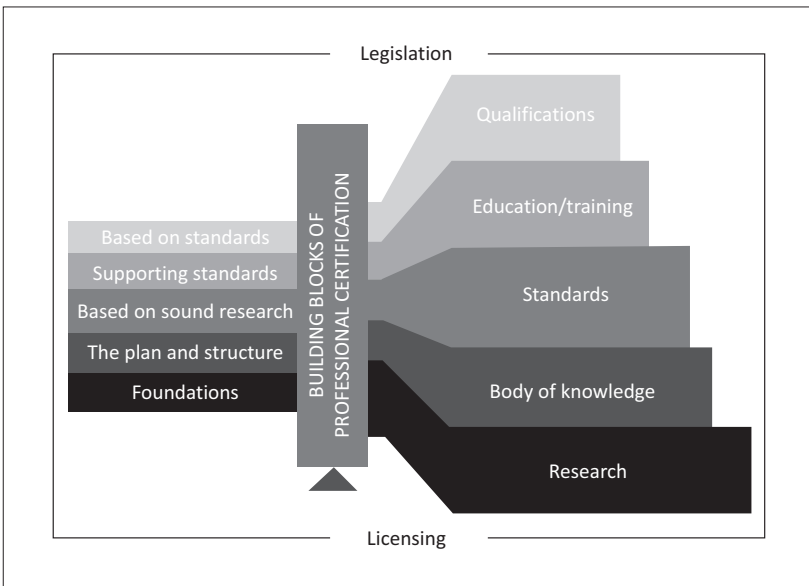 Legislation
Based on standards
Supporting standards
Based on sound research
The plan and structure
Foundations
BUILDING BLOCKS OF
PROFESSIONAL CERTIFICATION
Qualifications
Education/training
Standards
Body of knowledge
Research
Licensing